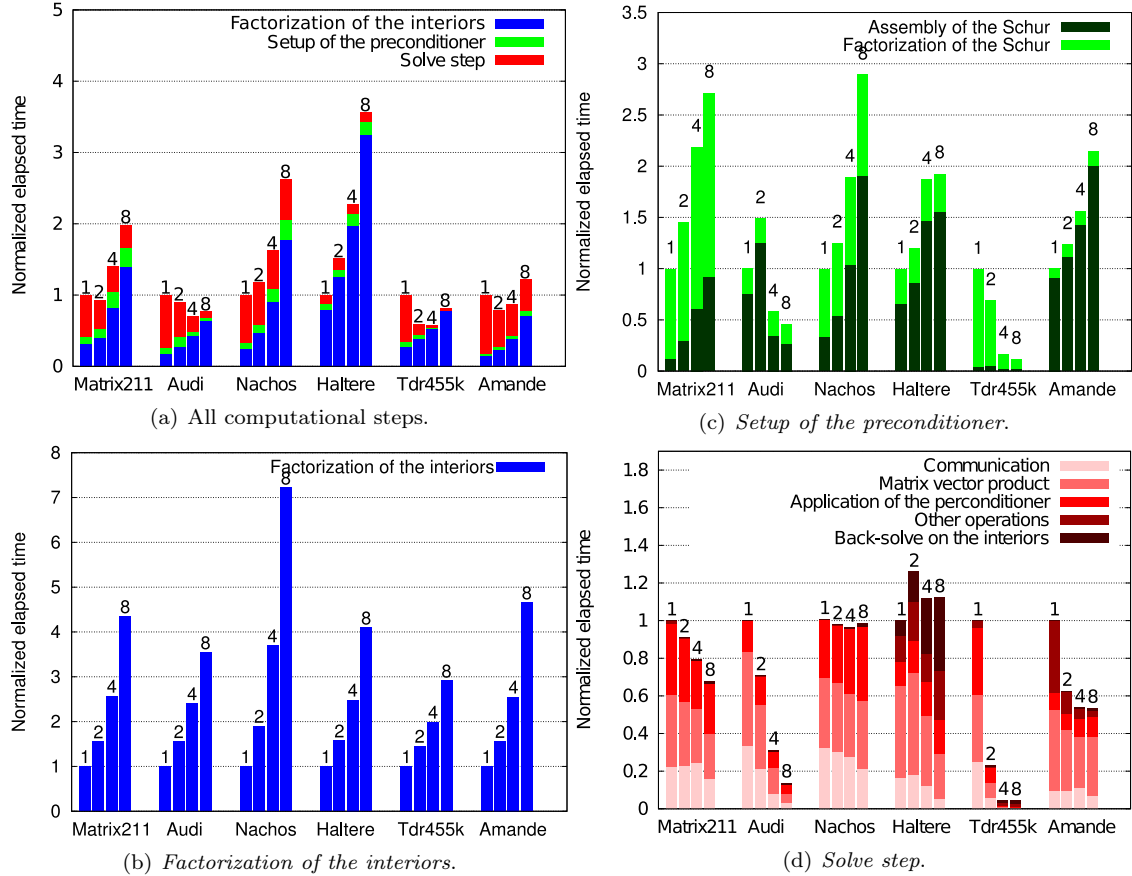 Normalized elapsed time
5
4
3
2
1
0
Factorization of the interiors
Setup of the preconditioner
Solve step
1 2 4 8
1 2 4 8
1 2 4 8
1 2 4 8
1 2 4 8
1 2 4 8
Matrix211 Audi Nachos Haltere Tdr455k Amande
(a) All computational steps.
Normalized elapsed time
3.5
3
2.5
2
1.5
1
0.5
0
Assembly of the Schur
Factorization of the Schur
1 2 4 8
1 2 4 8
1 2 4 8
1 2 4 8
1 2 4 8
1 2 4 8
Matrix211 Audi Nachos Haltere Tdr455k Amande
(c) Setup of the preconditioner.
Normalized elapsed time
8
7
6
5
4
3
2
1
0
Factorization of the interiors
1 2 4 8
1 2 4 8
1 2 4 8
1 2 4 8
1 2 4 8
1 2 4 8
Matrix211 Audi Nachos Haltere Tdr455k Amande
(b) Factorization of the interiors.
Normalized elapsed time
1.8
1.6
1.4
1.2
1
0.8
0.6
0.4
0.2
0
Communication
Matrix vector product
Application of the perconditioner
Other operations
Back-solve on the interiors
1 2 4 8
1 2 4 8
1 2 4 8
1 2 4 8
1 2 4 8
1 2 4 8
Matrix211 Audi Nachos Haltere Tdr455k Amande
(d) Solve step.